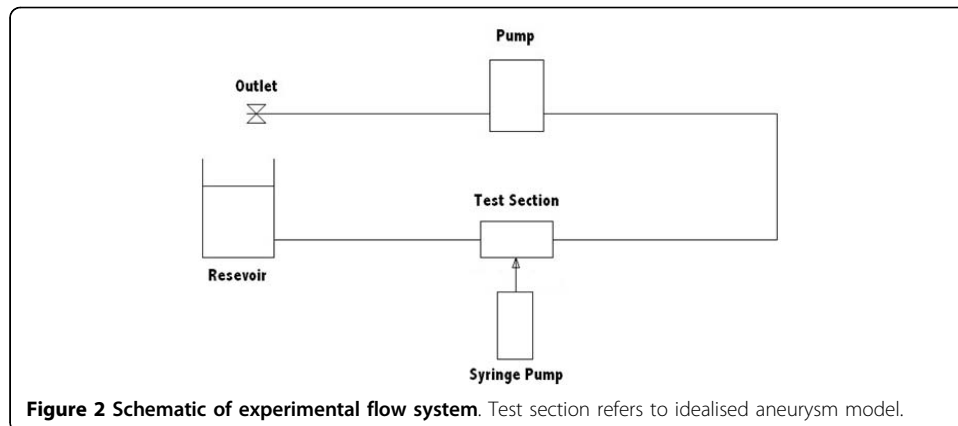 Pump
Outlet
Test Section
Resevoir
Syringe Pump
Figure 2 Schematic of experimental flow system. Test section refers to idealised aneurysm model.